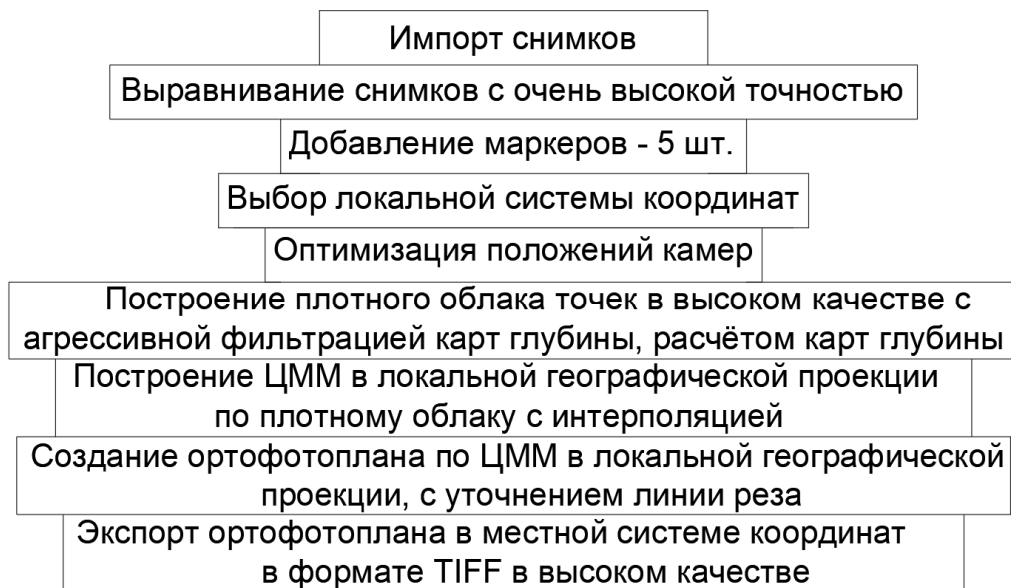 Импорт снимков
Выравнивание снимков с очень высокой точностью
Добавление маркеров - 5 шт.
Выбор локальной системы координат
Оптимизация положений камер
Построение плотного облака точек в высоком качестве с
агрессивной фильтрацией карт глубины, расчётом карт глубины
Построение ЦММ в локальной географической проекции
по плотному облаку с интерполяцией
Создание ортофотоплана по ЦММ в локальной географической
проекции, с уточнением линии реза
Экспорт ортофотоплана в местной системе координат
в формате TIFF в высоком качестве